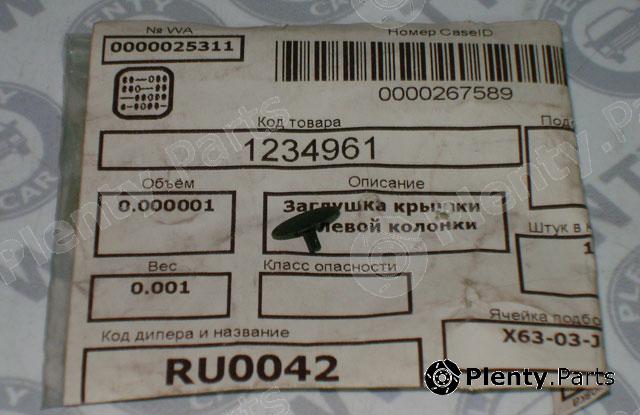 № WA
Номер CaseID
0000025311
0000267589
Код товара
1234961
Объём
Описание
0.000001
Заглушка крышки
левой колонки
Штук в
1
Вес
Класс опасности
0.001
Код дилера и название
Ячейка подбо
X63-03-J
RU0042
Plenty.Parts